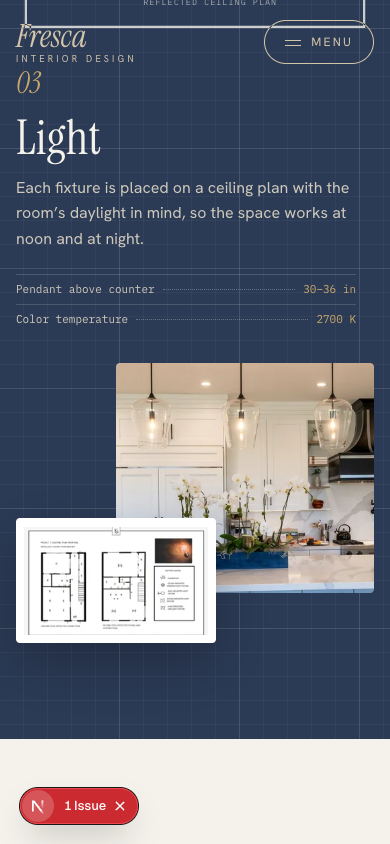 REFLECTED CEILING PLAN
Fresca
INTERIOR DESIGN
MENU
03
Light
Each fixture is placed on a ceiling plan with the
room’s daylight in mind, so the space works at
noon and at night.
Pendant above counter 30–36 in
Color temperature 2700 K
N 1 Issue ×